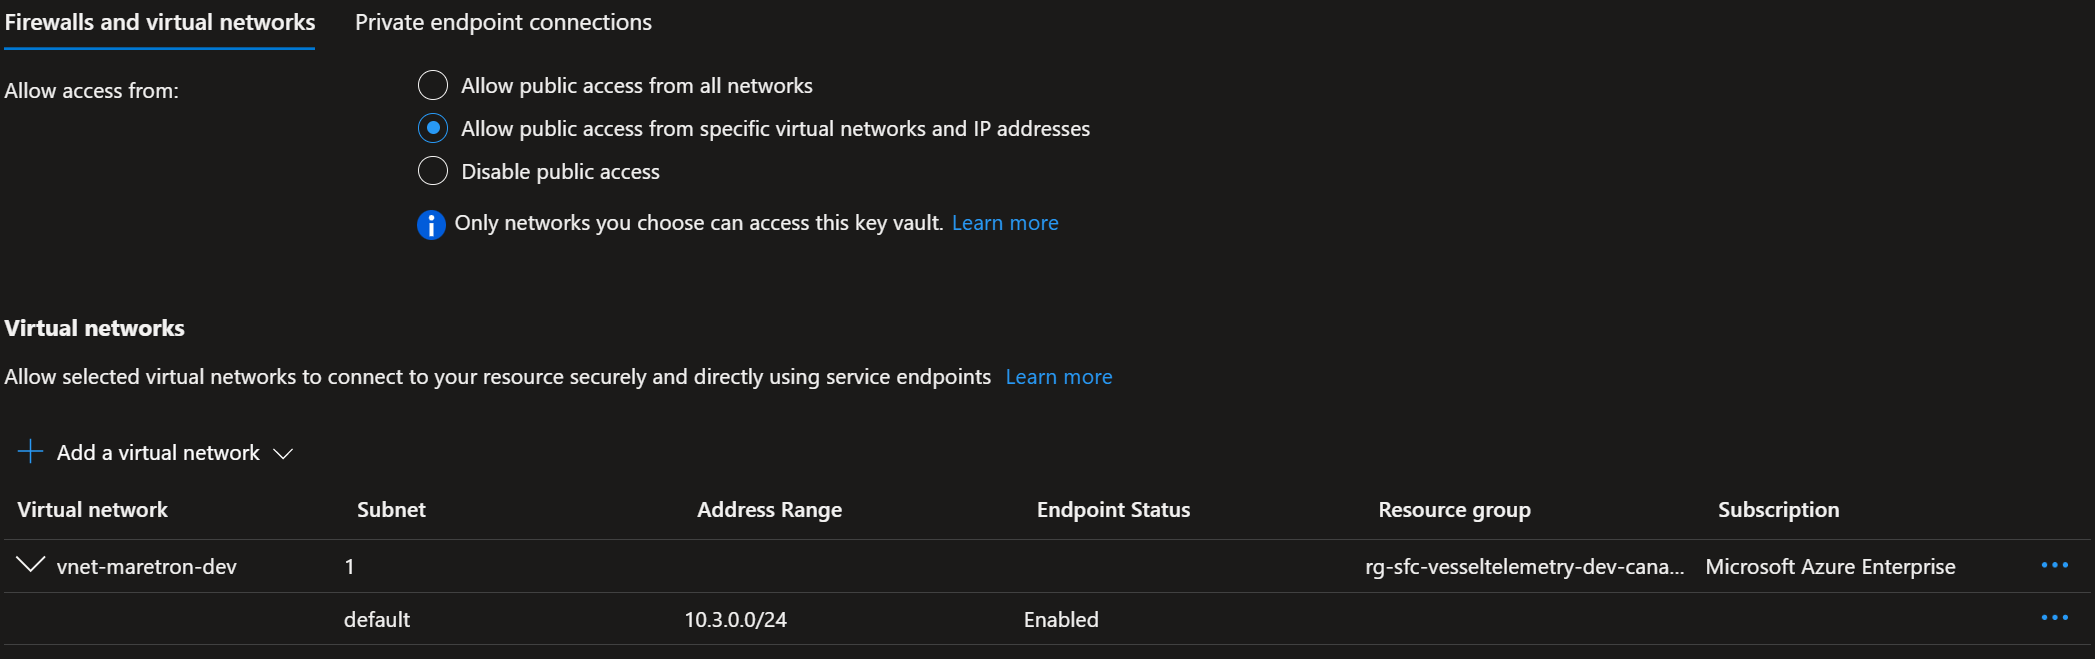 Firewalls and virtual networks Private endpoint connections
Allow access from:
Allow public access from all networks
Allow public access from specific virtual networks and IP addresses
Disable public access
Only networks you choose can access this key vault. Learn more
Virtual networks
Allow selected virtual networks to connect to your resource securely and directly using service endpoints Learn more
Add a virtual network
Virtual network Subnet Address Range Endpoint Status Resource group Subscription
vnet-maretron-dev 1 rg-sfc-vesseltelemetry-dev-cana... Microsoft Azure Enterprise
default 10.3.0.0/24 Enabled